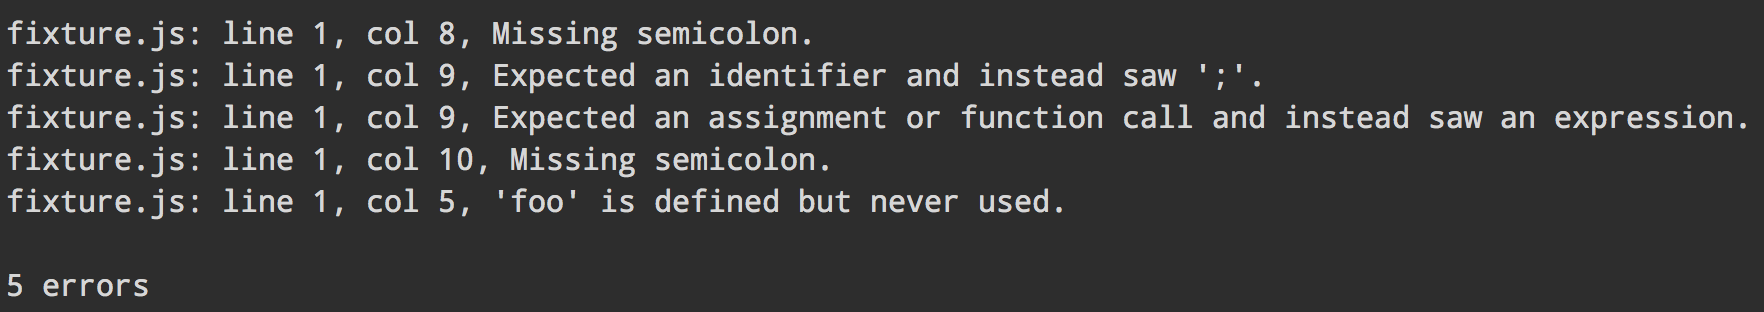 fixture.js: line 1, col 8, Missing semicolon.
fixture.js: line 1, col 9, Expected an identifier and instead saw ';'.
fixture.js: line 1, col 9, Expected an assignment or function call and instead saw an expression.
fixture.js: line 1, col 10, Missing semicolon.
fixture.js: line 1, col 5, 'foo' is defined but never used.
5 errors